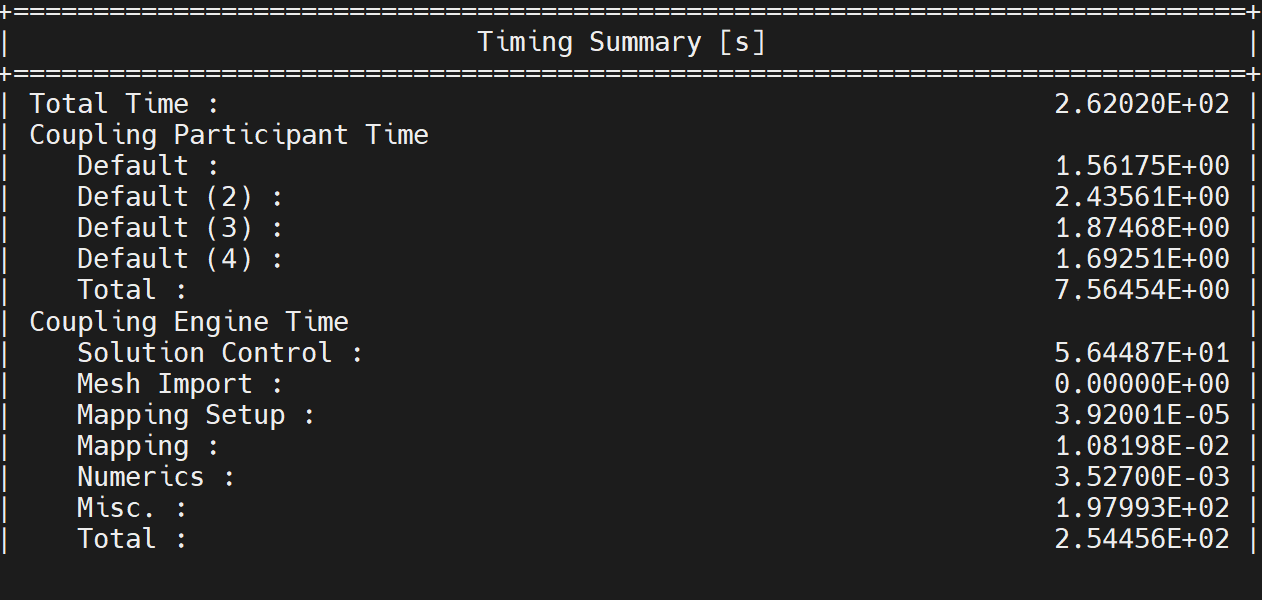 +=============================================================================+
|                             Timing Summary [s]                              |
+=============================================================================+
| Total Time :                                                    2.62020E+02 |
| Coupling Participant Time                                                   |
|    Default :                                                    1.56175E+00 |
|    Default (2) :                                                2.43561E+00 |
|    Default (3) :                                                1.87468E+00 |
|    Default (4) :                                                1.69251E+00 |
|    Total :                                                      7.56454E+00 |
| Coupling Engine Time                                                        |
|    Solution Control :                                           5.64487E+01 |
|    Mesh Import :                                                0.00000E+00 |
|    Mapping Setup :                                              3.92001E-05 |
|    Mapping :                                                    1.08198E-02 |
|    Numerics :                                                   3.52700E-03 |
|    Misc. :                                                      1.97993E+02 |
|    Total :                                                      2.54456E+02 |